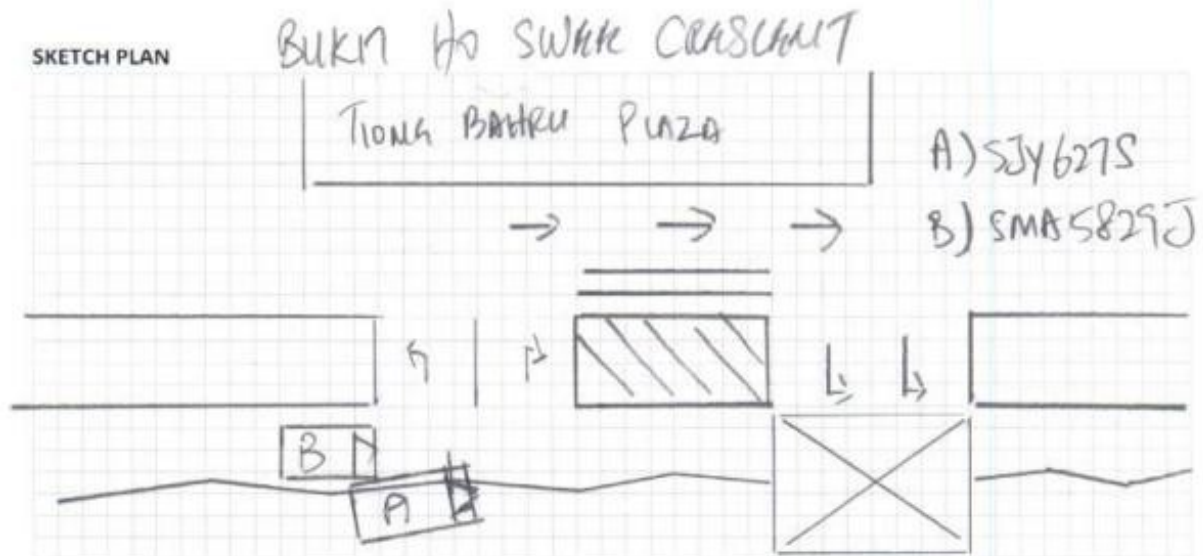 SKETCH PLAN
BUKIT HO SWEE CRESCENT
TIONG BAHRU PLAZA
A) SJY627S
B) SMA5829J
B
A